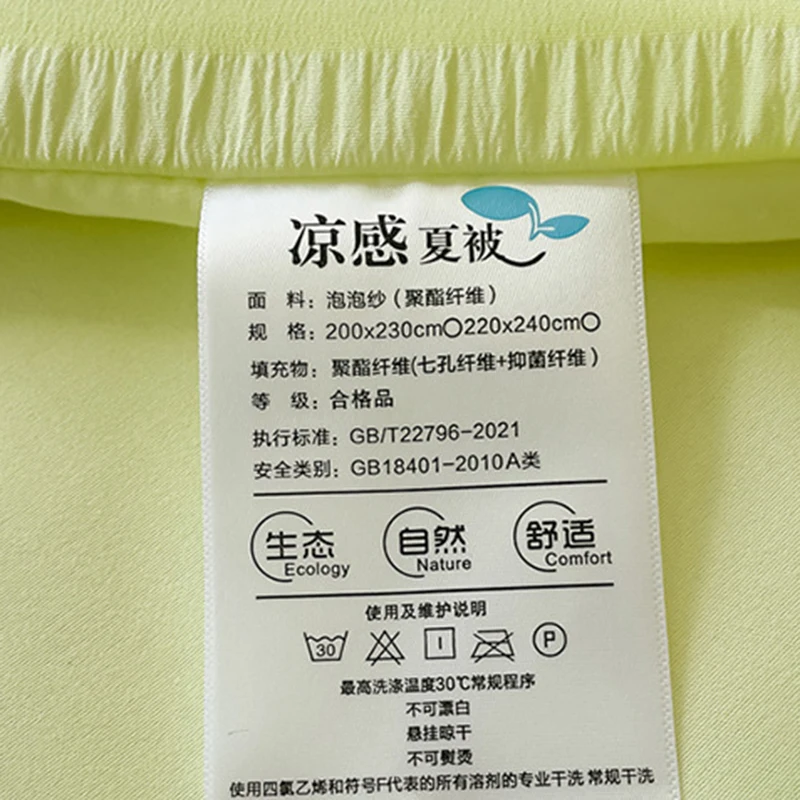 凉感夏被
面 料：泡泡纱（聚酯纤维）
规 格：200x230cm○220x240cm○
填充物：聚酯纤维(七孔纤维+抑菌纤维）
等 级：合格品
执行标准：GB/T22796-2021
安全类别：GB18401-2010A类
生态 自然 舒适
Ecology Nature Comfort
使用及维护说明
30 P
最高洗涤温度30℃常规程序
不可漂白
悬挂晾干
不可熨烫
使用四氯乙烯和符号F代表的所有溶剂的专业干洗 常规干洗